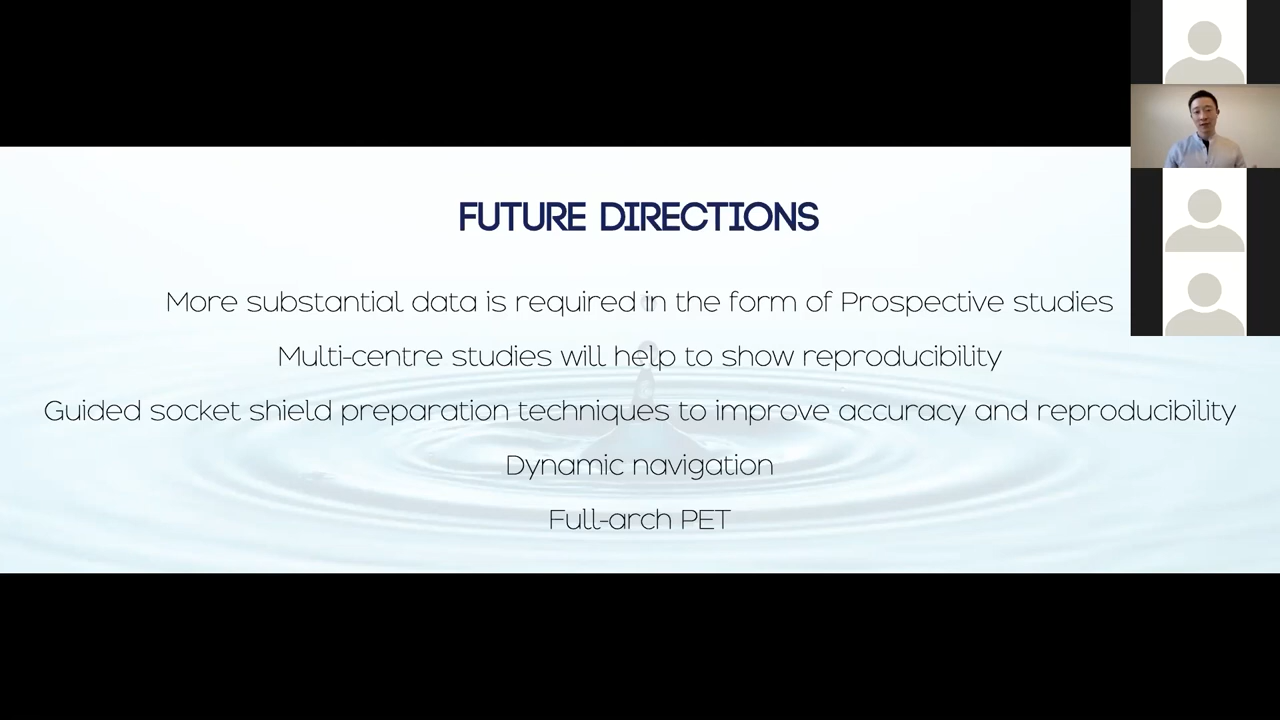 FUTURE DIRECTIONS
More substantial data is required in the form of Prospective studies
Multi-centre studies will help to show reproducibility
Guided socket shield preparation techniques to improve accuracy and reproducibility
Dynamic navigation
Full-arch PET